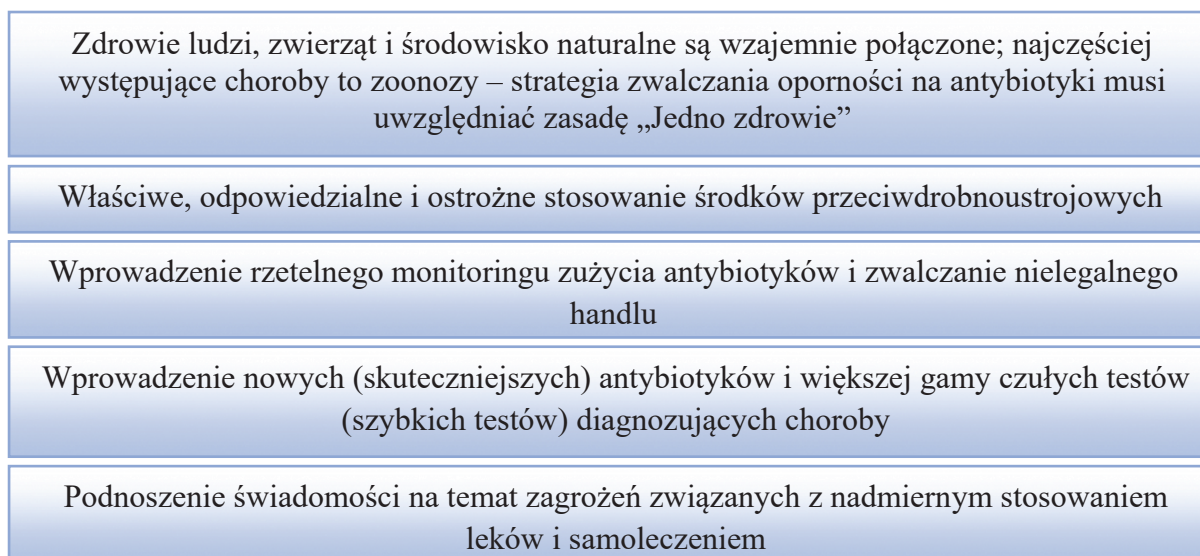 Zdrowie ludzi, zwierząt i środowisko naturalne są wzajemnie połączone; najczęściej
występujące choroby to zoonozy – strategia zwalczania oporności na antybiotyki musi
uwzględniać zasadę „Jedno zdrowie”
Właściwe, odpowiedzialne i ostrożne stosowanie środków przeciwdrobnoustrojowych
Wprowadzenie rzetelnego monitoringu zużycia antybiotyków i zwalczanie nielegalnego
handlu
Wprowadzenie nowych (skuteczniejszych) antybiotyków i większej gamy czułych testów
(szybkich testów) diagnozujących choroby
Podnoszenie świadomości na temat zagrożeń związanych z nadmiernym stosowaniem
leków i samoleczeniem